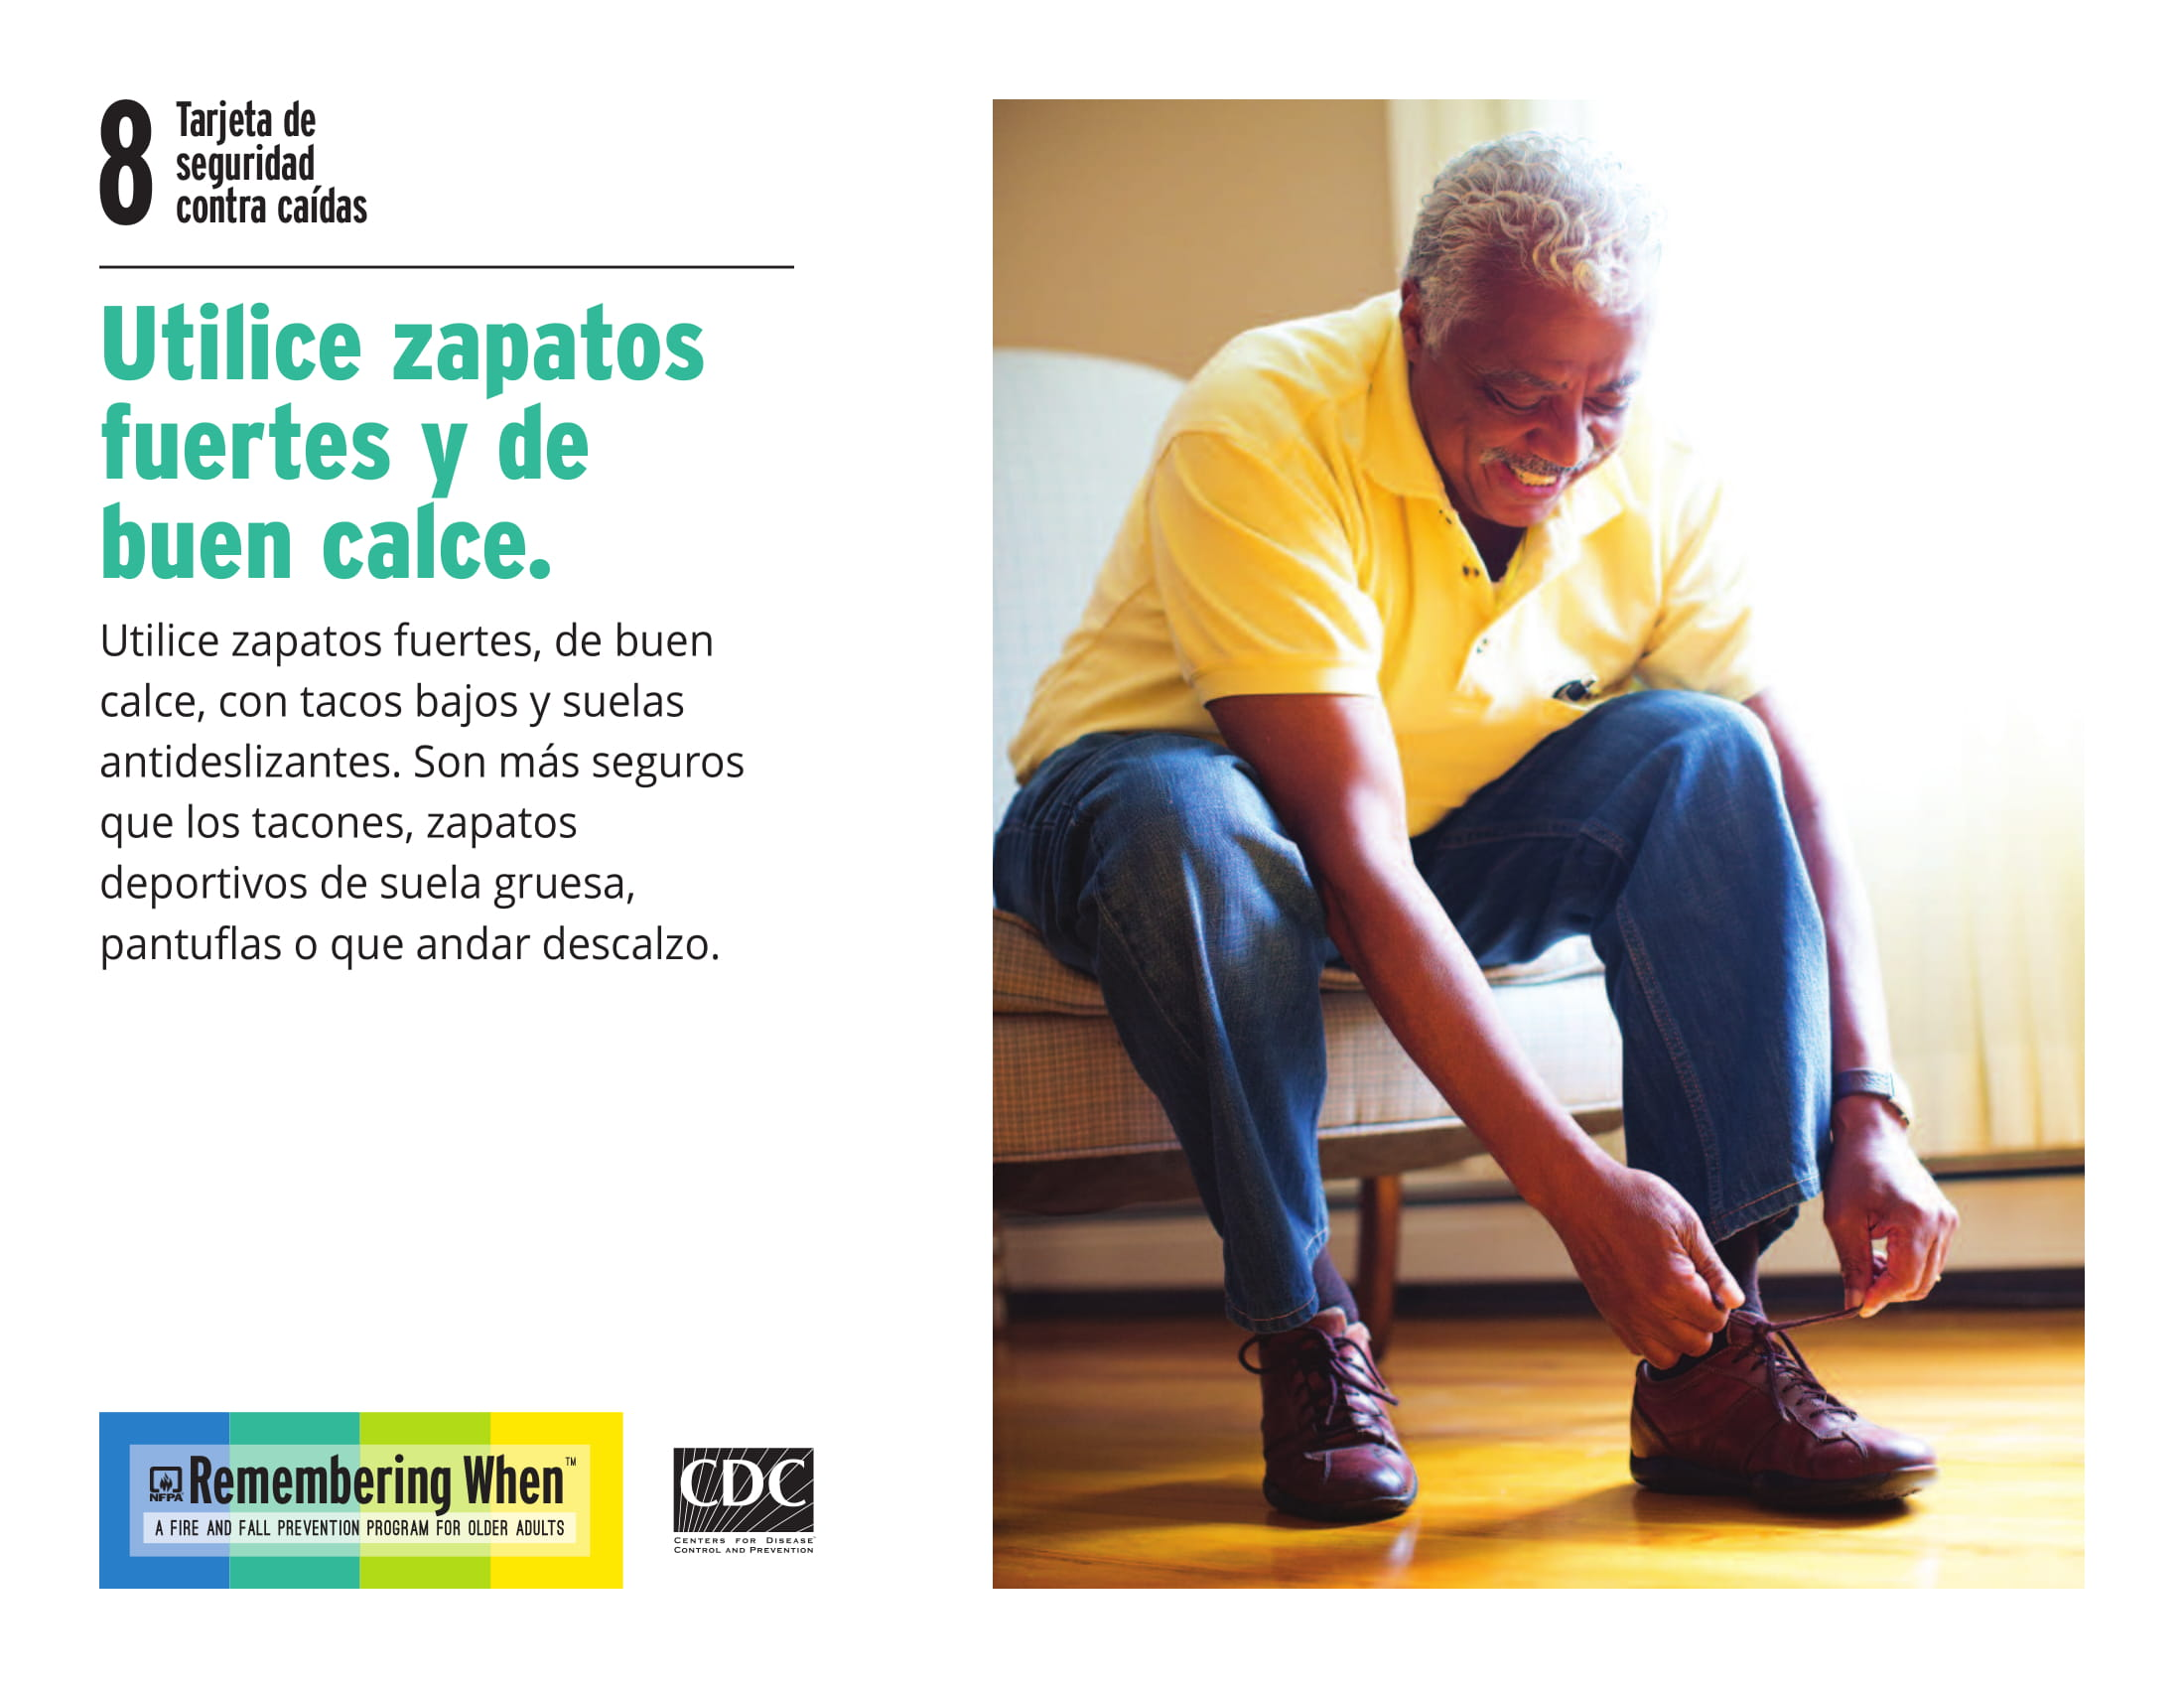 8
Tarjeta de
seguridad
contra caídas
Utilice zapatos
fuertes y de
buen calce.
Utilice zapatos fuertes, de buen
calce, con tacos bajos y suelas
antideslizantes. Son más seguros
que los tacones, zapatos
deportivos de suela gruesa,
pantuflas o que andar descalzo.
NFPA Remembering When™
A FIRE AND FALL PREVENTION PROGRAM FOR OLDER ADULTS
CDC
CENTERS FOR DISEASE
CONTROL AND PREVENTION